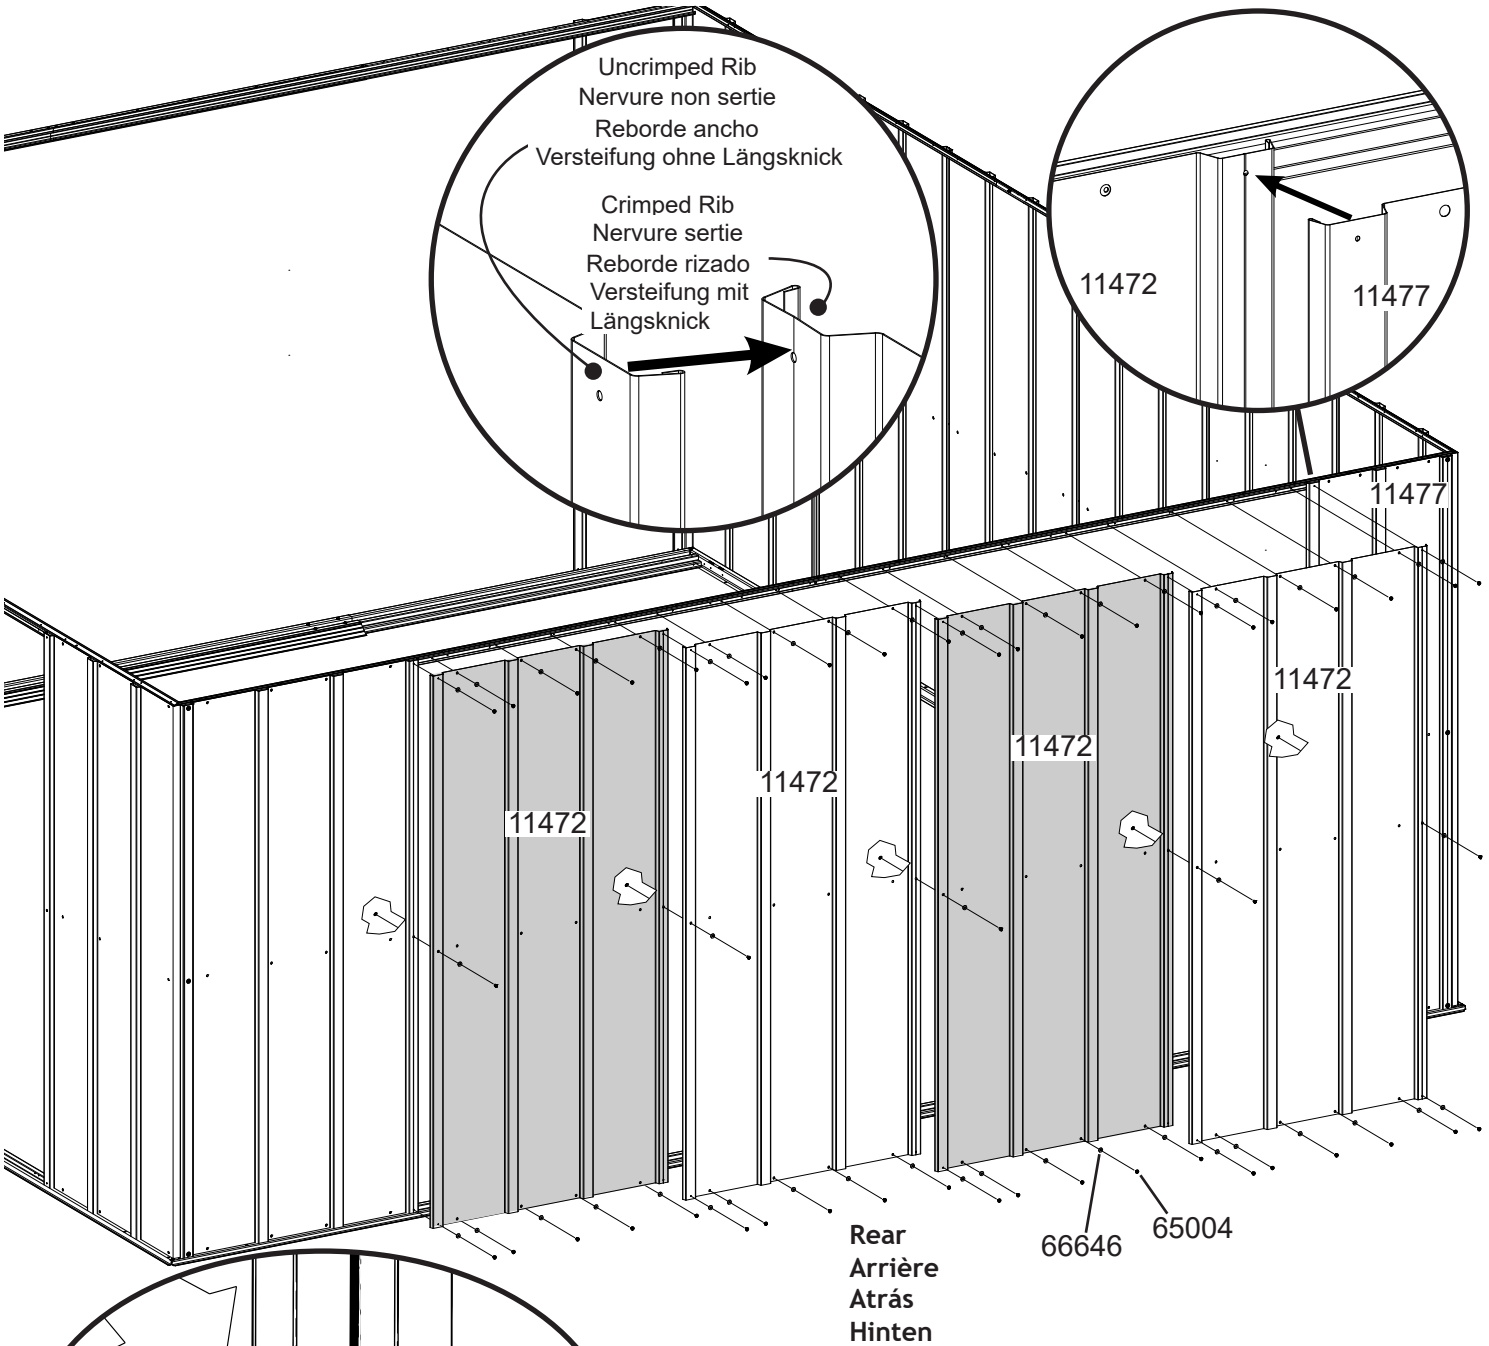 Uncrimped Rib
Nervure non sertie
Reborde ancho
Versteifung ohne Längsknick
Crimped Rib
Nervure sertie
Reborde rizado
Versteifung mit
Längsknick
11472
11477
11477
11472
11472
11472
11472
66646
65004
Rear
Arrière
Atrás
Hinten